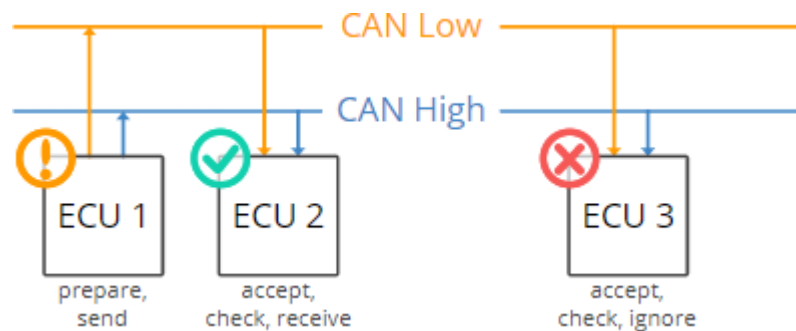 CAN Low
CAN High
ECU 1
ECU 2
ECU 3
prepare,
send
accept,
check, receive
accept,
check, ignore